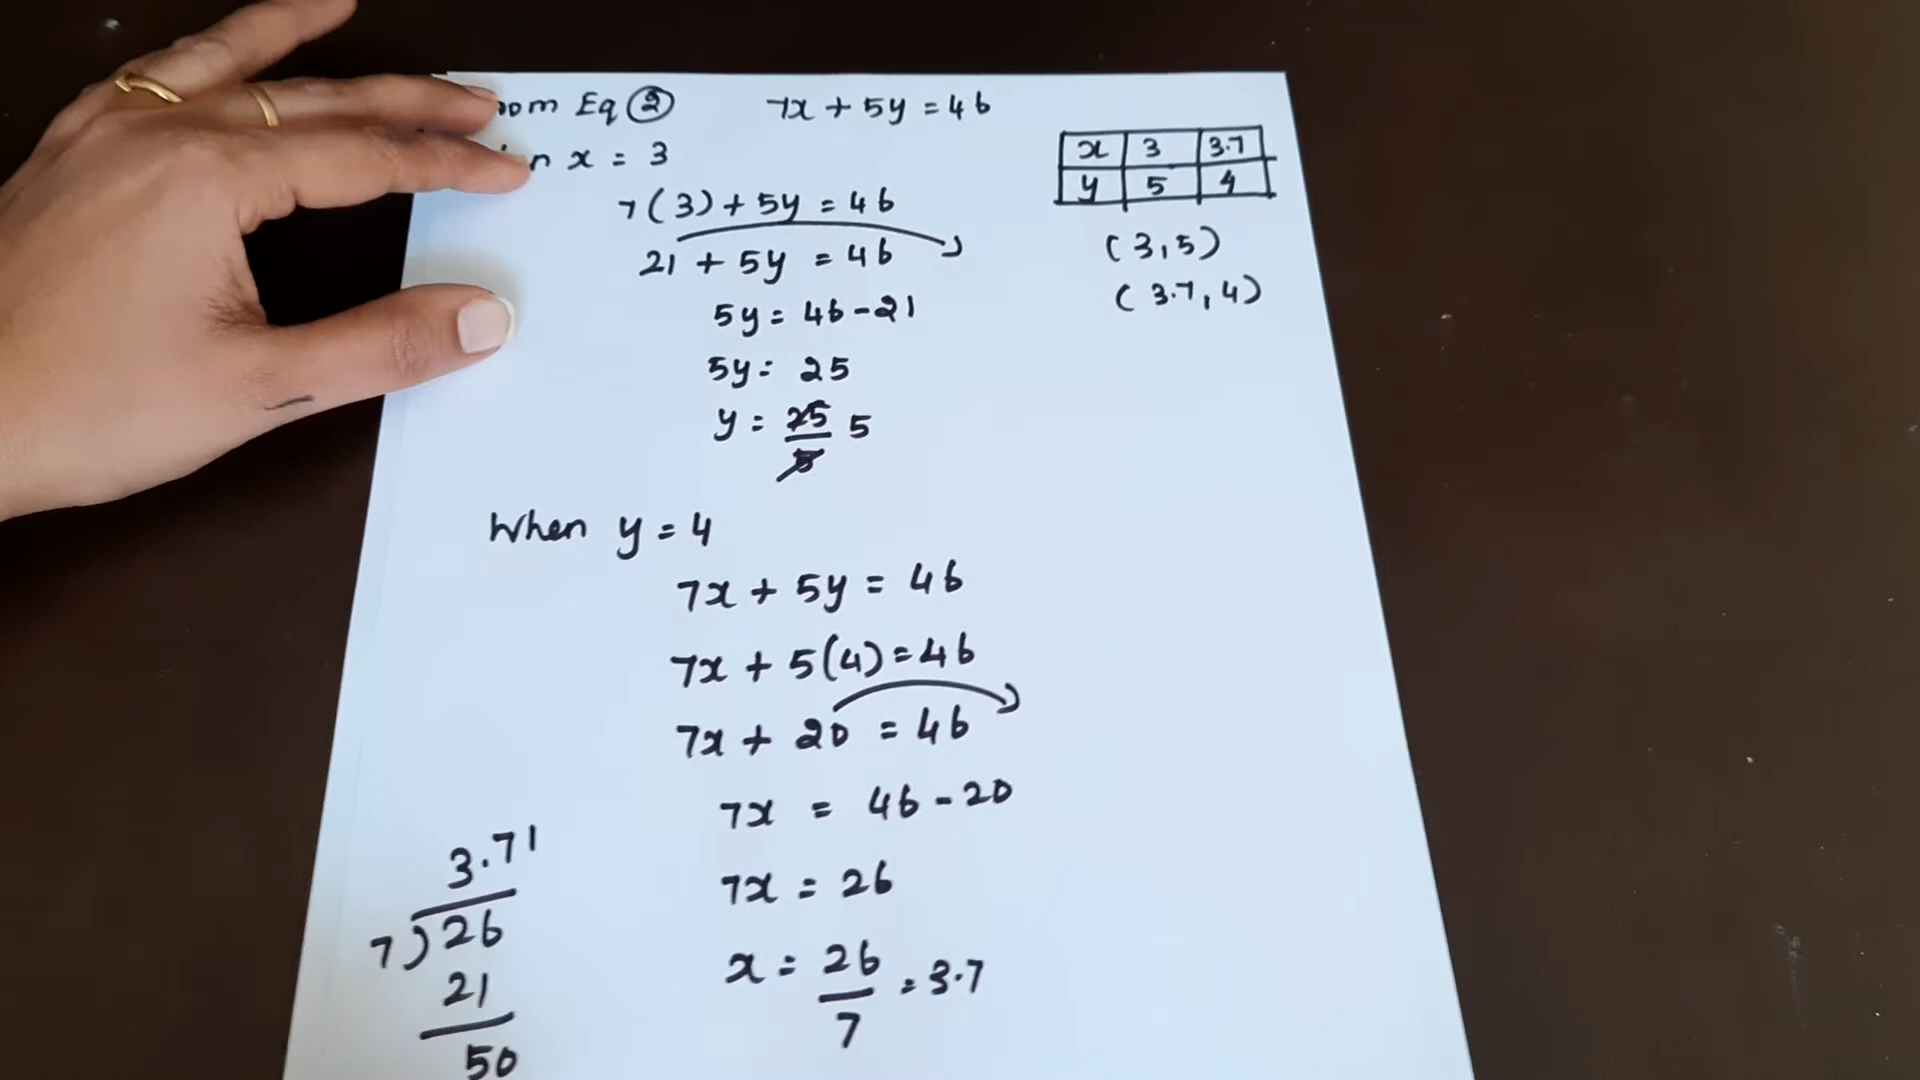 Eq ② 7x + 5y = 46
x = 3
7(3) + 5y = 46
21 + 5y = 46
5y = 46 - 21
5y = 25
y = 25/5 5
When y = 4
7x + 5y = 46
7x + 5(4) = 46
7x + 20 = 46
7x = 46 - 20
7x = 26
x = 26/7 = 3.7
3.71
7)26
21
50
x 3 3.7
y 5 4
(3,5)
(3.7,4)